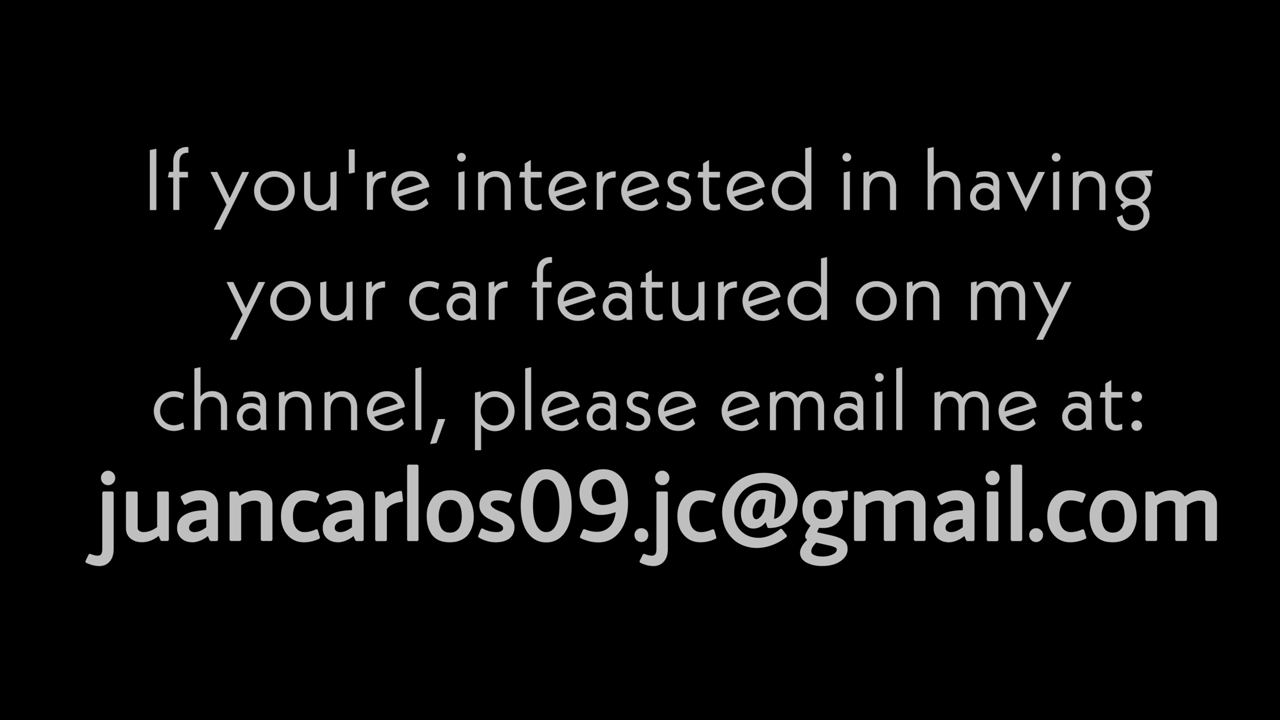 If you're interested in having
your car featured on my
channel, please email me at:
juancarlos09.jc@gmail.com